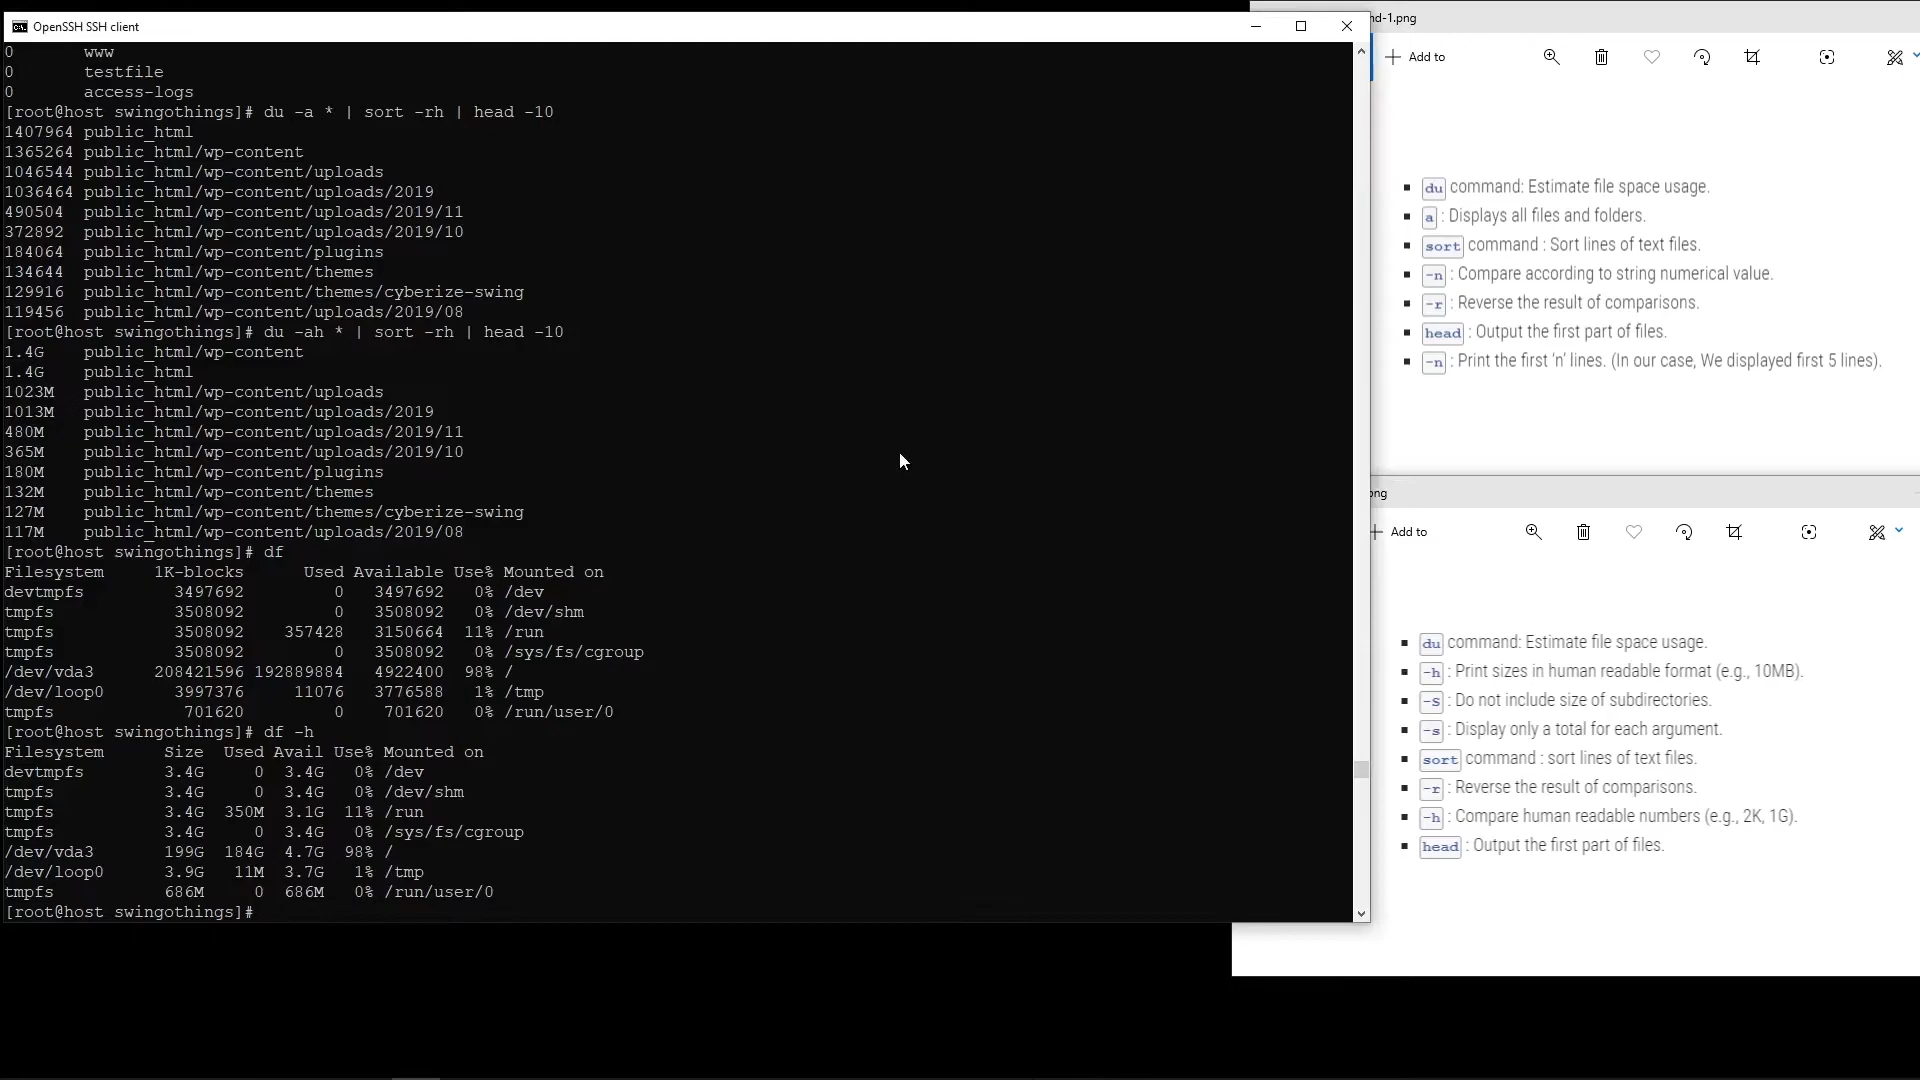 OpenSSH SSH client
0       www
0       testfile
0       access-logs
[root@host swingothings]# du -a * | sort -rh | head -10
1407964 public_html
1365264 public_html/wp-content
1046544 public_html/wp-content/uploads
1036464 public_html/wp-content/uploads/2019
490504  public_html/wp-content/uploads/2019/11
372892  public_html/wp-content/uploads/2019/10
184064  public_html/wp-content/plugins
134644  public_html/wp-content/themes
129916  public_html/wp-content/themes/cyberize-swing
119456  public_html/wp-content/uploads/2019/08
[root@host swingothings]# du -ah * | sort -rh | head -10
1.4G    public_html/wp-content
1.4G    public_html
1023M   public_html/wp-content/uploads
1013M   public_html/wp-content/uploads/2019
480M    public_html/wp-content/uploads/2019/11
365M    public_html/wp-content/uploads/2019/10
180M    public_html/wp-content/plugins
132M    public_html/wp-content/themes
127M    public_html/wp-content/themes/cyberize-swing
117M    public_html/wp-content/uploads/2019/08
[root@host swingothings]# df
Filesystem     1K-blocks      Used Available Use% Mounted on
devtmpfs         3497692         0   3497692   0% /dev
tmpfs            3508092         0   3508092   0% /dev/shm
tmpfs            3508092    357428   3150664  11% /run
tmpfs            3508092         0   3508092   0% /sys/fs/cgroup
/dev/vda3      208421596 192889884   4922400  98% /
/dev/loop0       3997376     11076   3776588   1% /tmp
tmpfs             701620         0    701620   0% /run/user/0
[root@host swingothings]# df -h
Filesystem      Size  Used Avail Use% Mounted on
devtmpfs        3.4G     0  3.4G   0% /dev
tmpfs           3.4G     0  3.4G   0% /dev/shm
tmpfs           3.4G  350M  3.1G  11% /run
tmpfs           3.4G     0  3.4G   0% /sys/fs/cgroup
/dev/vda3       199G  184G  4.7G  98% /
/dev/loop0      3.9G   11M  3.7G   1% /tmp
tmpfs           686M     0  686M   0% /run/user/0
[root@host swingothings]#
nd-1.png
Add to
du command: Estimate file space usage.
a : Displays all files and folders.
sort command : Sort lines of text files.
-n : Compare according to string numerical value.
-r : Reverse the result of comparisons.
head : Output the first part of files.
-n : Print the first 'n' lines. (In our case, We displayed first 5 lines).
png
Add to
du command: Estimate file space usage.
-h : Print sizes in human readable format (e.g., 10MB).
-S : Do not include size of subdirectories.
-s : Display only a total for each argument.
sort command : sort lines of text files.
-r : Reverse the result of comparisons.
-h : Compare human readable numbers (e.g., 2K, 1G).
head : Output the first part of files.